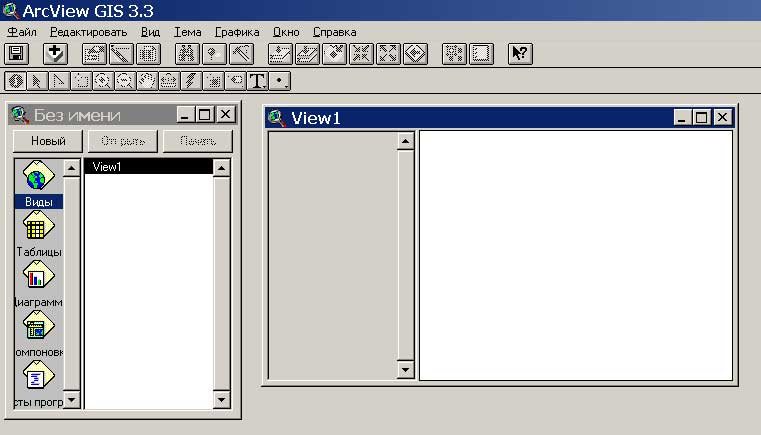 ArcView GIS 3.3
Файл Редактировать Вид Тема Графика Окно Справка
T
Без имени
Новый Открыть Печать
View1
Виды
Таблицы
Диаграмм
омпоновк
сты прогр
View1